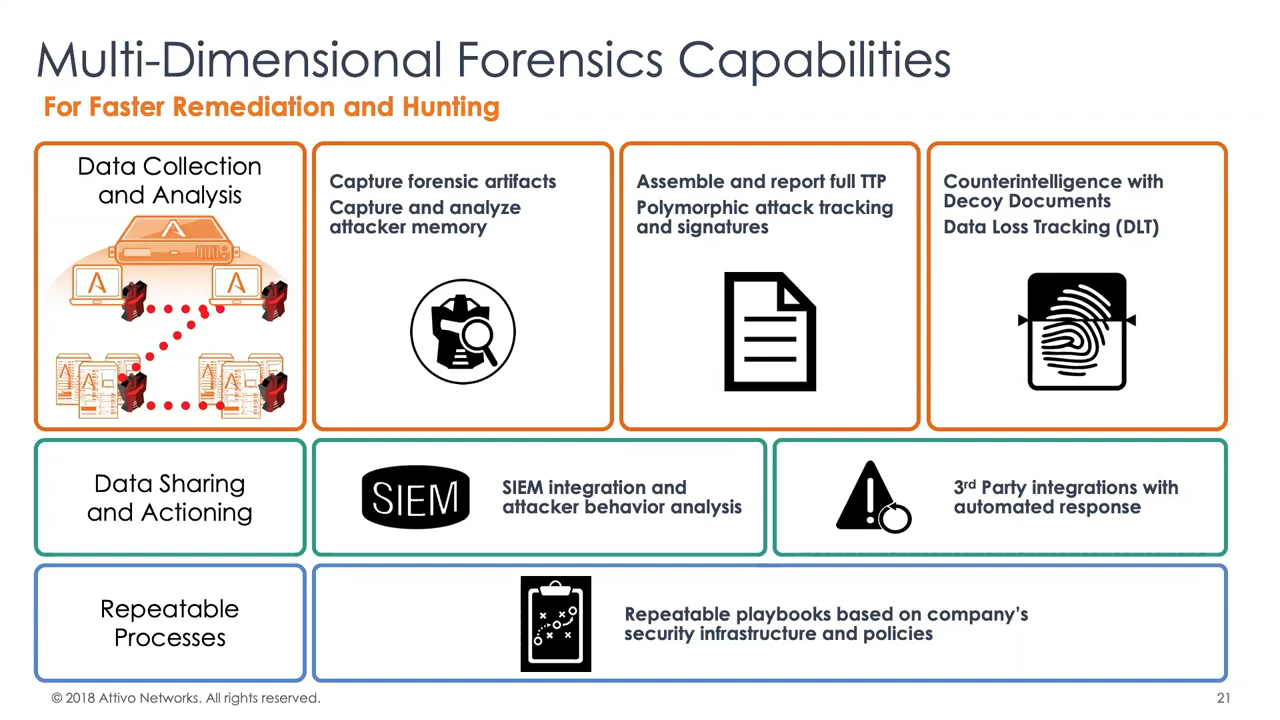 Multi-Dimensional Forensics Capabilities
For Faster Remediation and Hunting
Data Collection
and Analysis
Capture forensic artifacts
Capture and analyze
attacker memory
Assemble and report full TTP
Polymorphic attack tracking
and signatures
Counterintelligence with
Decoy Documents
Data Loss Tracking (DLT)
Data Sharing
and Actioning
SIEM
SIEM integration and
attacker behavior analysis
3rd Party integrations with
automated response
Repeatable
Processes
Repeatable playbooks based on company's
security infrastructure and policies
© 2018 Attivo Networks. All rights reserved.
21